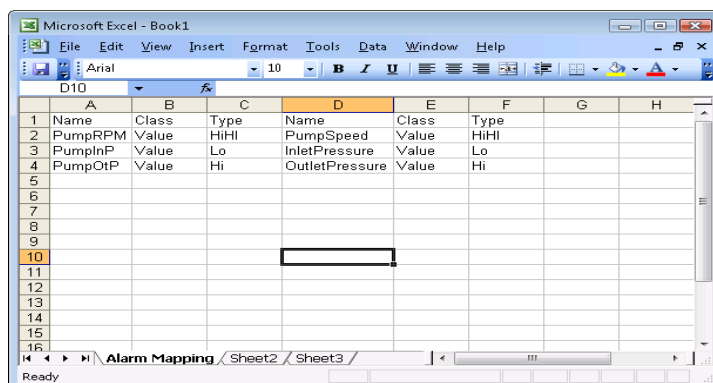 Microsoft Excel - Book1
File Edit View Insert Format Tools Data Window Help
Arial 10 B I U A
D10 fx
A B C D E F G H
1 Name Class Type Name Class Type
2 PumpRPM Value HiHI PumpSpeed Value HiHI
3 PumpInP Value Lo InletPressure Value Lo
4 PumpOtP Value Hi OutletPressure Value Hi
5
6
7
8
9
10
11
12
13
14
15
16
Alarm Mapping Sheet2 Sheet3
Ready